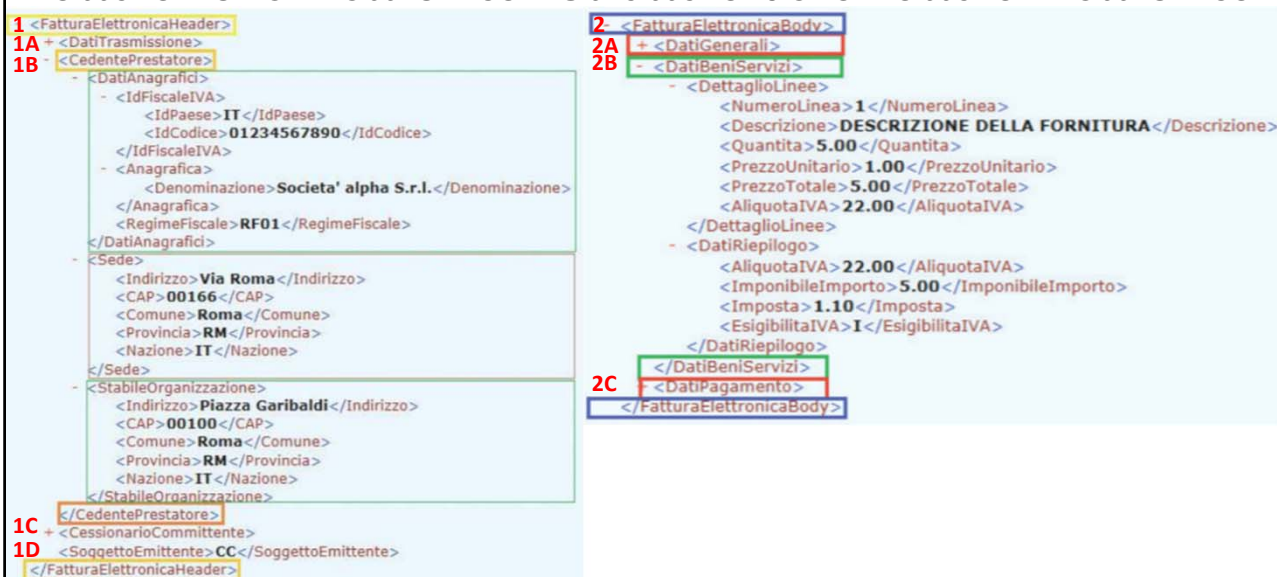 1 <FatturaElettronicaHeader>
1A + <DatiTrasmissione>
1B - <CedentePrestatore>
- <DatiAnagrafici>
- <IdFiscaleIVA>
<IdPaese>IT</IdPaese>
<IdCodice>01234567890</IdCodice>
</IdFiscaleIVA>
- <Anagrafica>
<Denominazione>Societa' alpha S.r.l.</Denominazione>
</Anagrafica>
<RegimeFiscale>RF01</RegimeFiscale>
</DatiAnagrafici>
- <Sede>
<Indirizzo>Via Roma</Indirizzo>
<CAP>00166</CAP>
<Comune>Roma</Comune>
<Provincia>RM</Provincia>
<Nazione>IT</Nazione>
</Sede>
- <StabileOrganizzazione>
<Indirizzo>Piazza Garibaldi</Indirizzo>
<CAP>00100</CAP>
<Comune>Roma</Comune>
<Provincia>RM</Provincia>
<Nazione>IT</Nazione>
</StabileOrganizzazione>
</CedentePrestatore>
1C + <CessionarioCommittente>
1D <SoggettoEmittente>CC</SoggettoEmittente>
</FatturaElettronicaHeader>
2 - <FatturaElettronicaBody>
2A + <DatiGenerali>
2B - <DatiBeniServizi>
- <DettaglioLinee>
<NumeroLinea>1</NumeroLinea>
<Descrizione>DESCRIZIONE DELLA FORNITURA</Descrizione>
<Quantita>5.00</Quantita>
<PrezzoUnitario>1.00</PrezzoUnitario>
<PrezzoTotale>5.00</PrezzoTotale>
<AliquotaIVA>22.00</AliquotaIVA>
</DettaglioLinee>
- <DatiRiepilogo>
<AliquotaIVA>22.00</AliquotaIVA>
<ImponibileImporto>5.00</ImponibileImporto>
<Imposta>1.10</Imposta>
<EsigibilitaIVA>I</EsigibilitaIVA>
</DatiRiepilogo>
</DatiBeniServizi>
2C + <DatiPagamento>
</FatturaElettronicaBody>